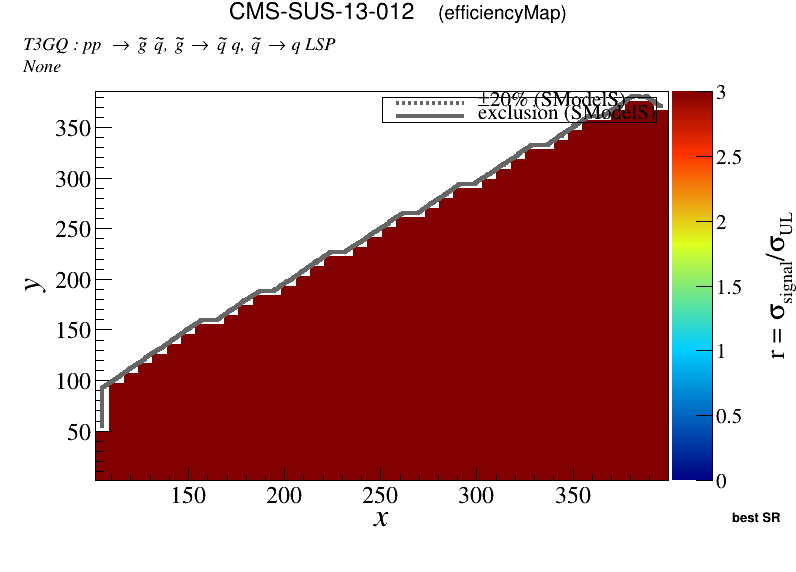 CMS-SUS-13-012 (efficiencyMap)
T3GQ : pp → g̃ q̃, g̃ → q̃ q, q̃ → q LSP
None
±20% (SModelS)
exclusion (SModelS)
350
300
250
200
150
100
50
y
150 200 250 300 350
x
3
2.5
2
1.5
1
0.5
0
r = σsignal/σUL
best SR